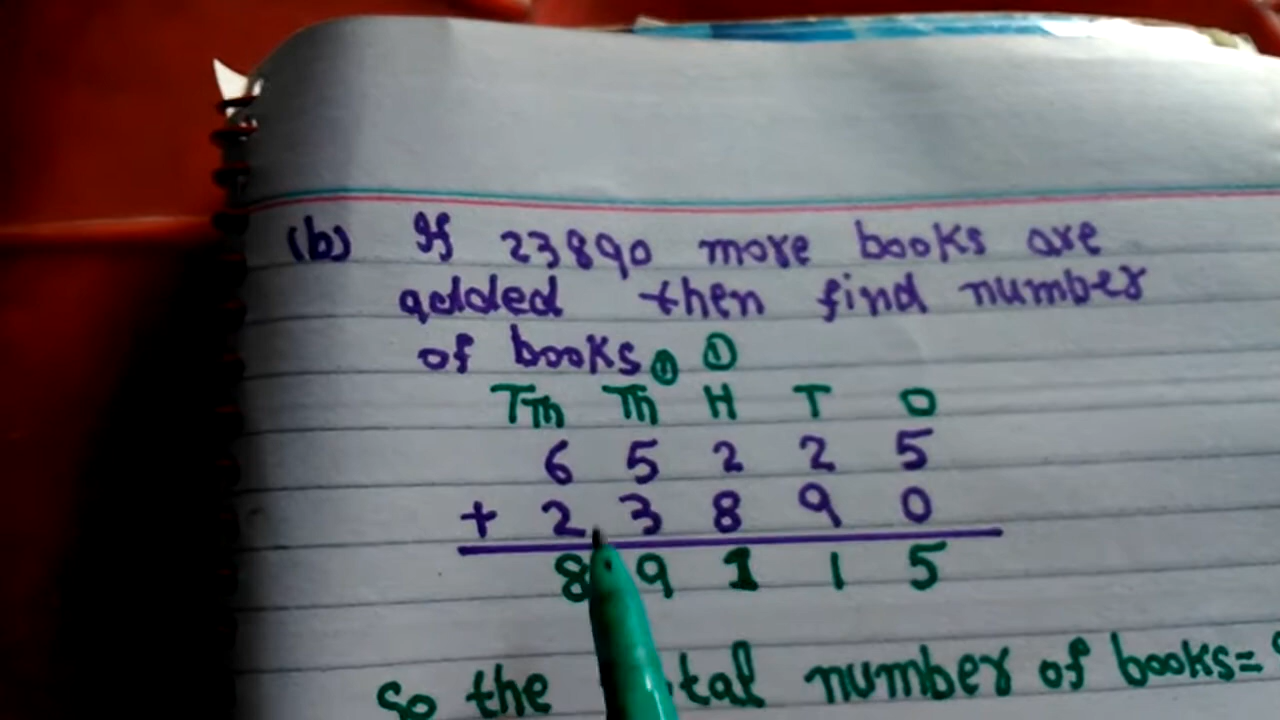 (b) If 23890 more books are
added then find number
of books. ① ①
TTh Th H T O
6 5 2 2 5
+ 2 3 8 9 0
8 9 1 1 5
So the total number of books=